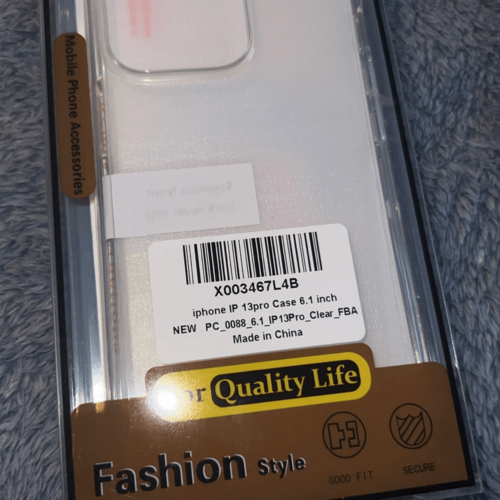 Mobile Phone Accessories
X003467L4B
iphone IP 13pro Case 6.1 inch
NEW PC_0088_6.1_IP13Pro_Clear_FBA
Made in China
Quality Life
Fashion Style
GOOD FIT
SECURE